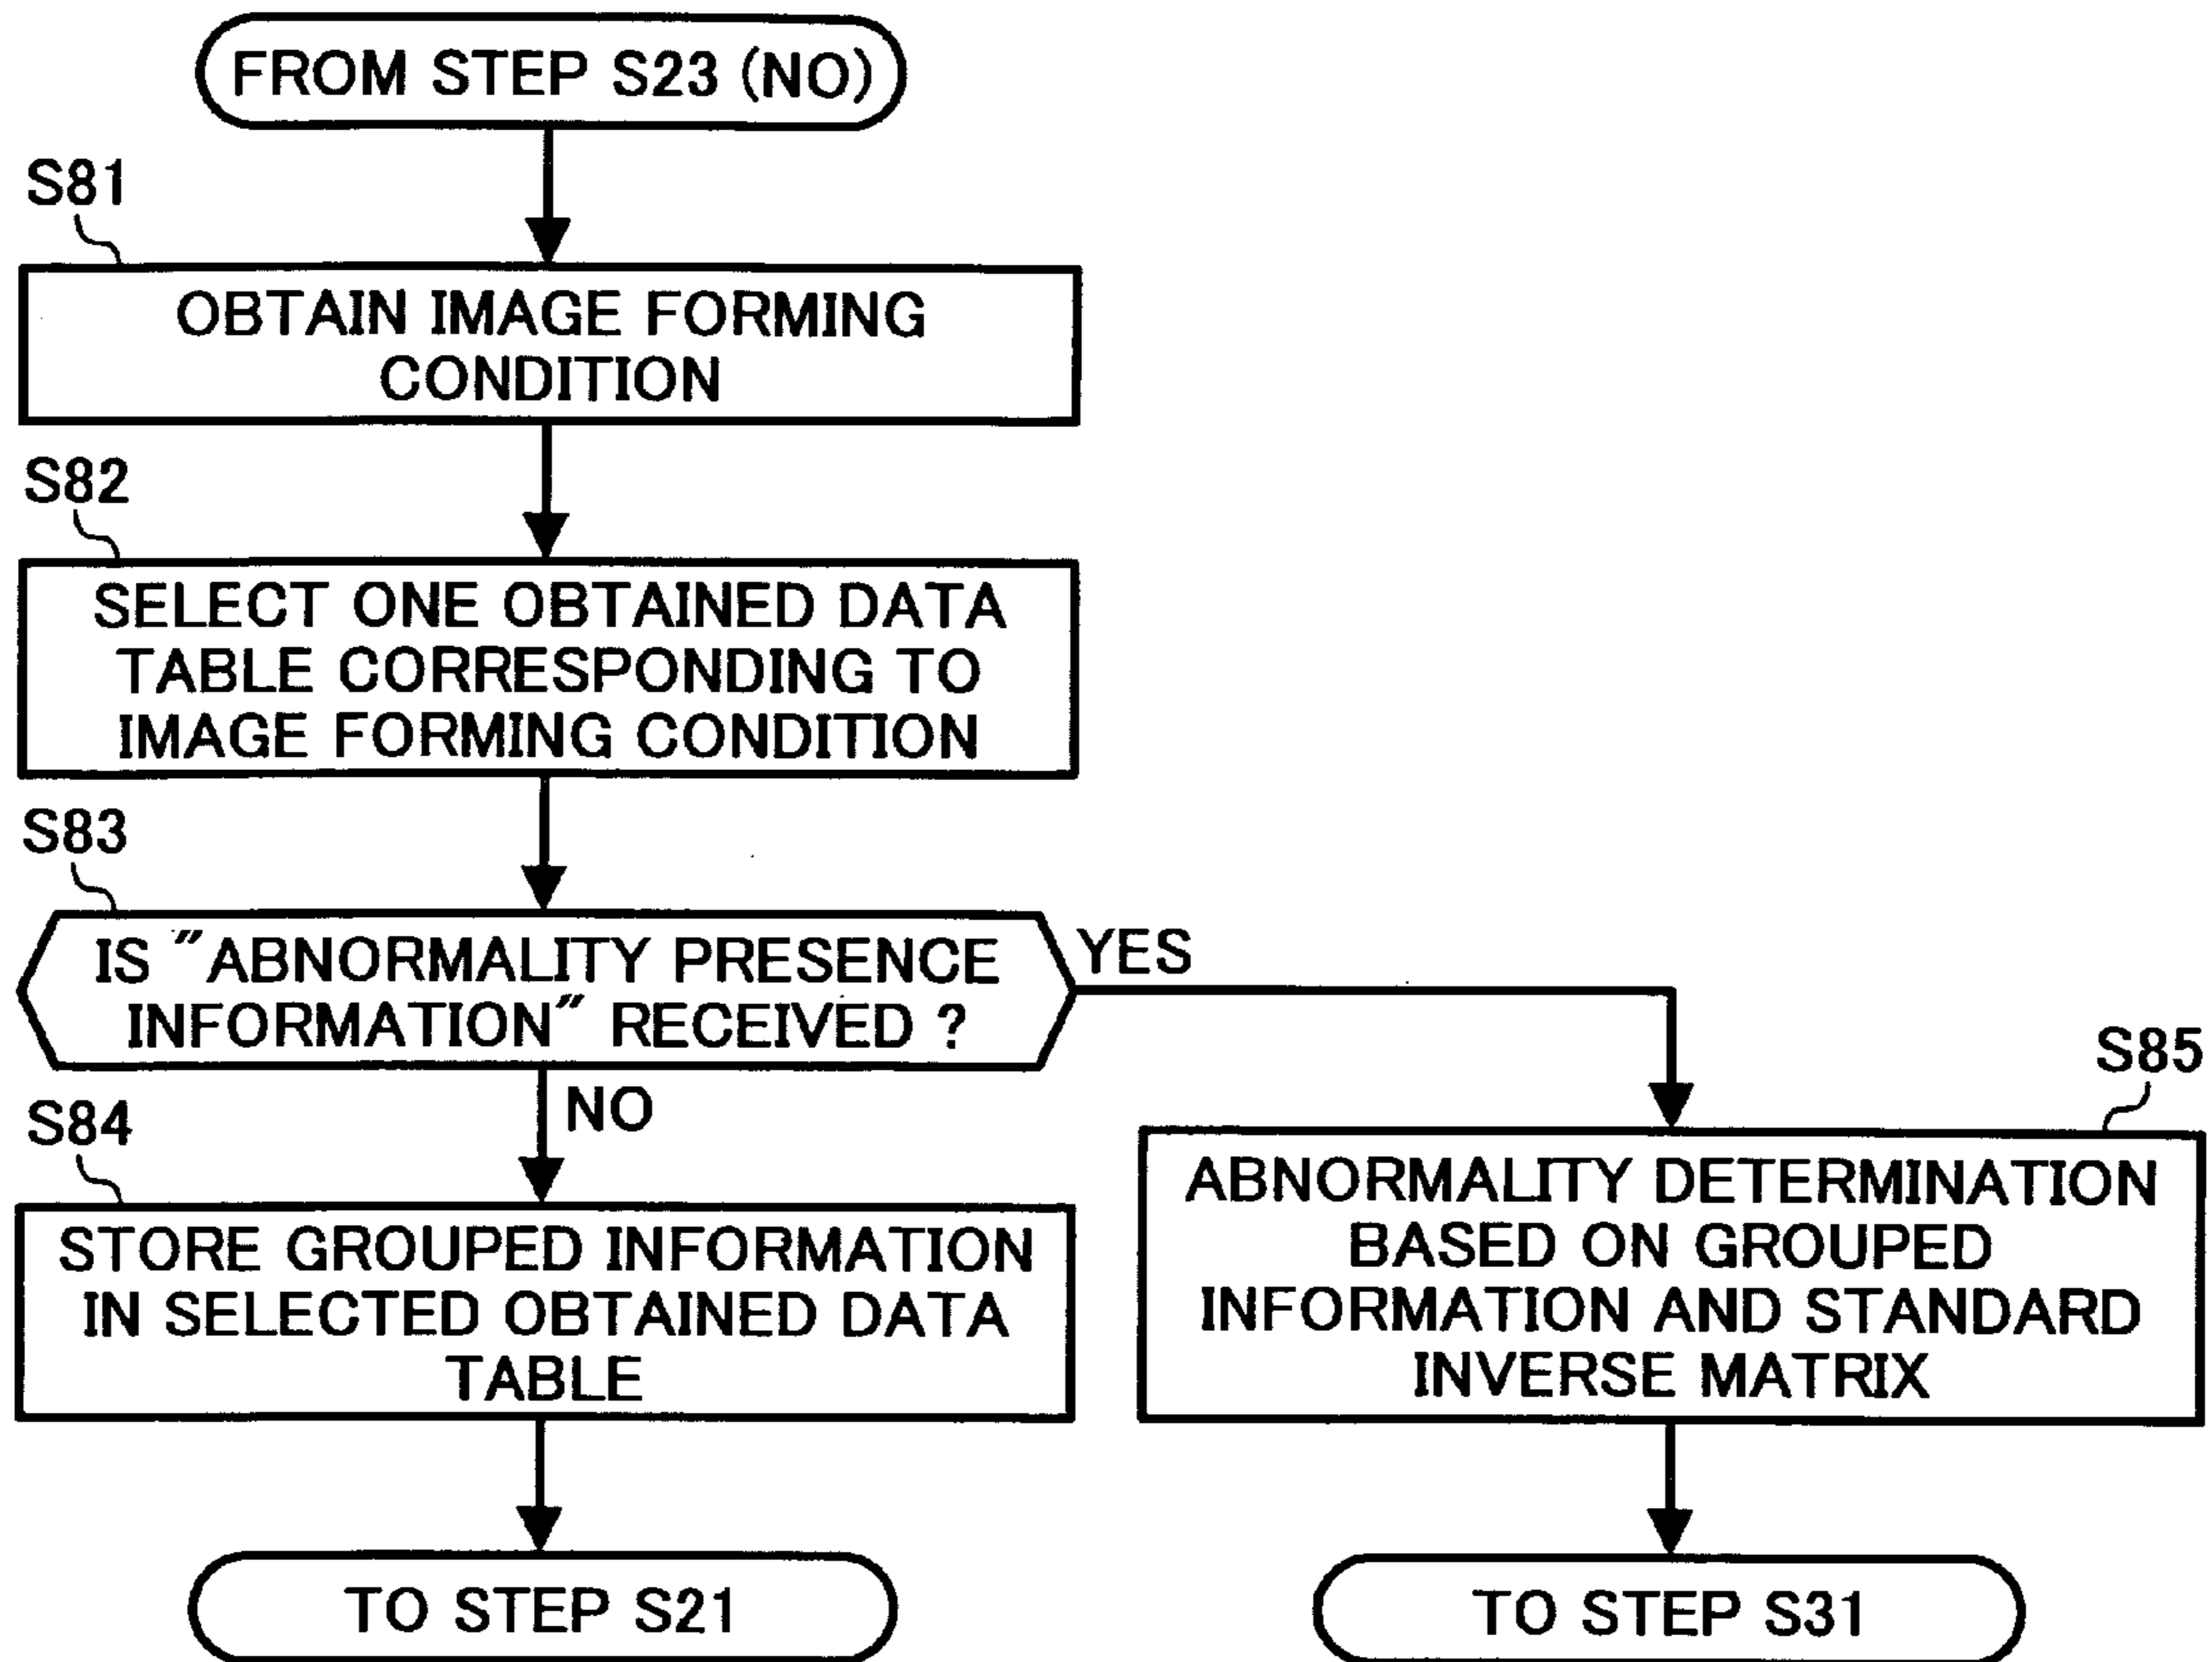 FROM STEP S23 (NO)
S81
OBTAIN IMAGE FORMING
CONDITION
S82
SELECT ONE OBTAINED DATA
TABLE CORRESPONDING TO
IMAGE FORMING CONDITION
S83
IS "ABNORMALITY PRESENCE
INFORMATION" RECEIVED ?
YES
NO
S84
STORE GROUPED INFORMATION
IN SELECTED OBTAINED DATA
TABLE
TO STEP S21
S85
ABNORMALITY DETERMINATION
BASED ON GROUPED
INFORMATION AND STANDARD
INVERSE MATRIX
TO STEP S31